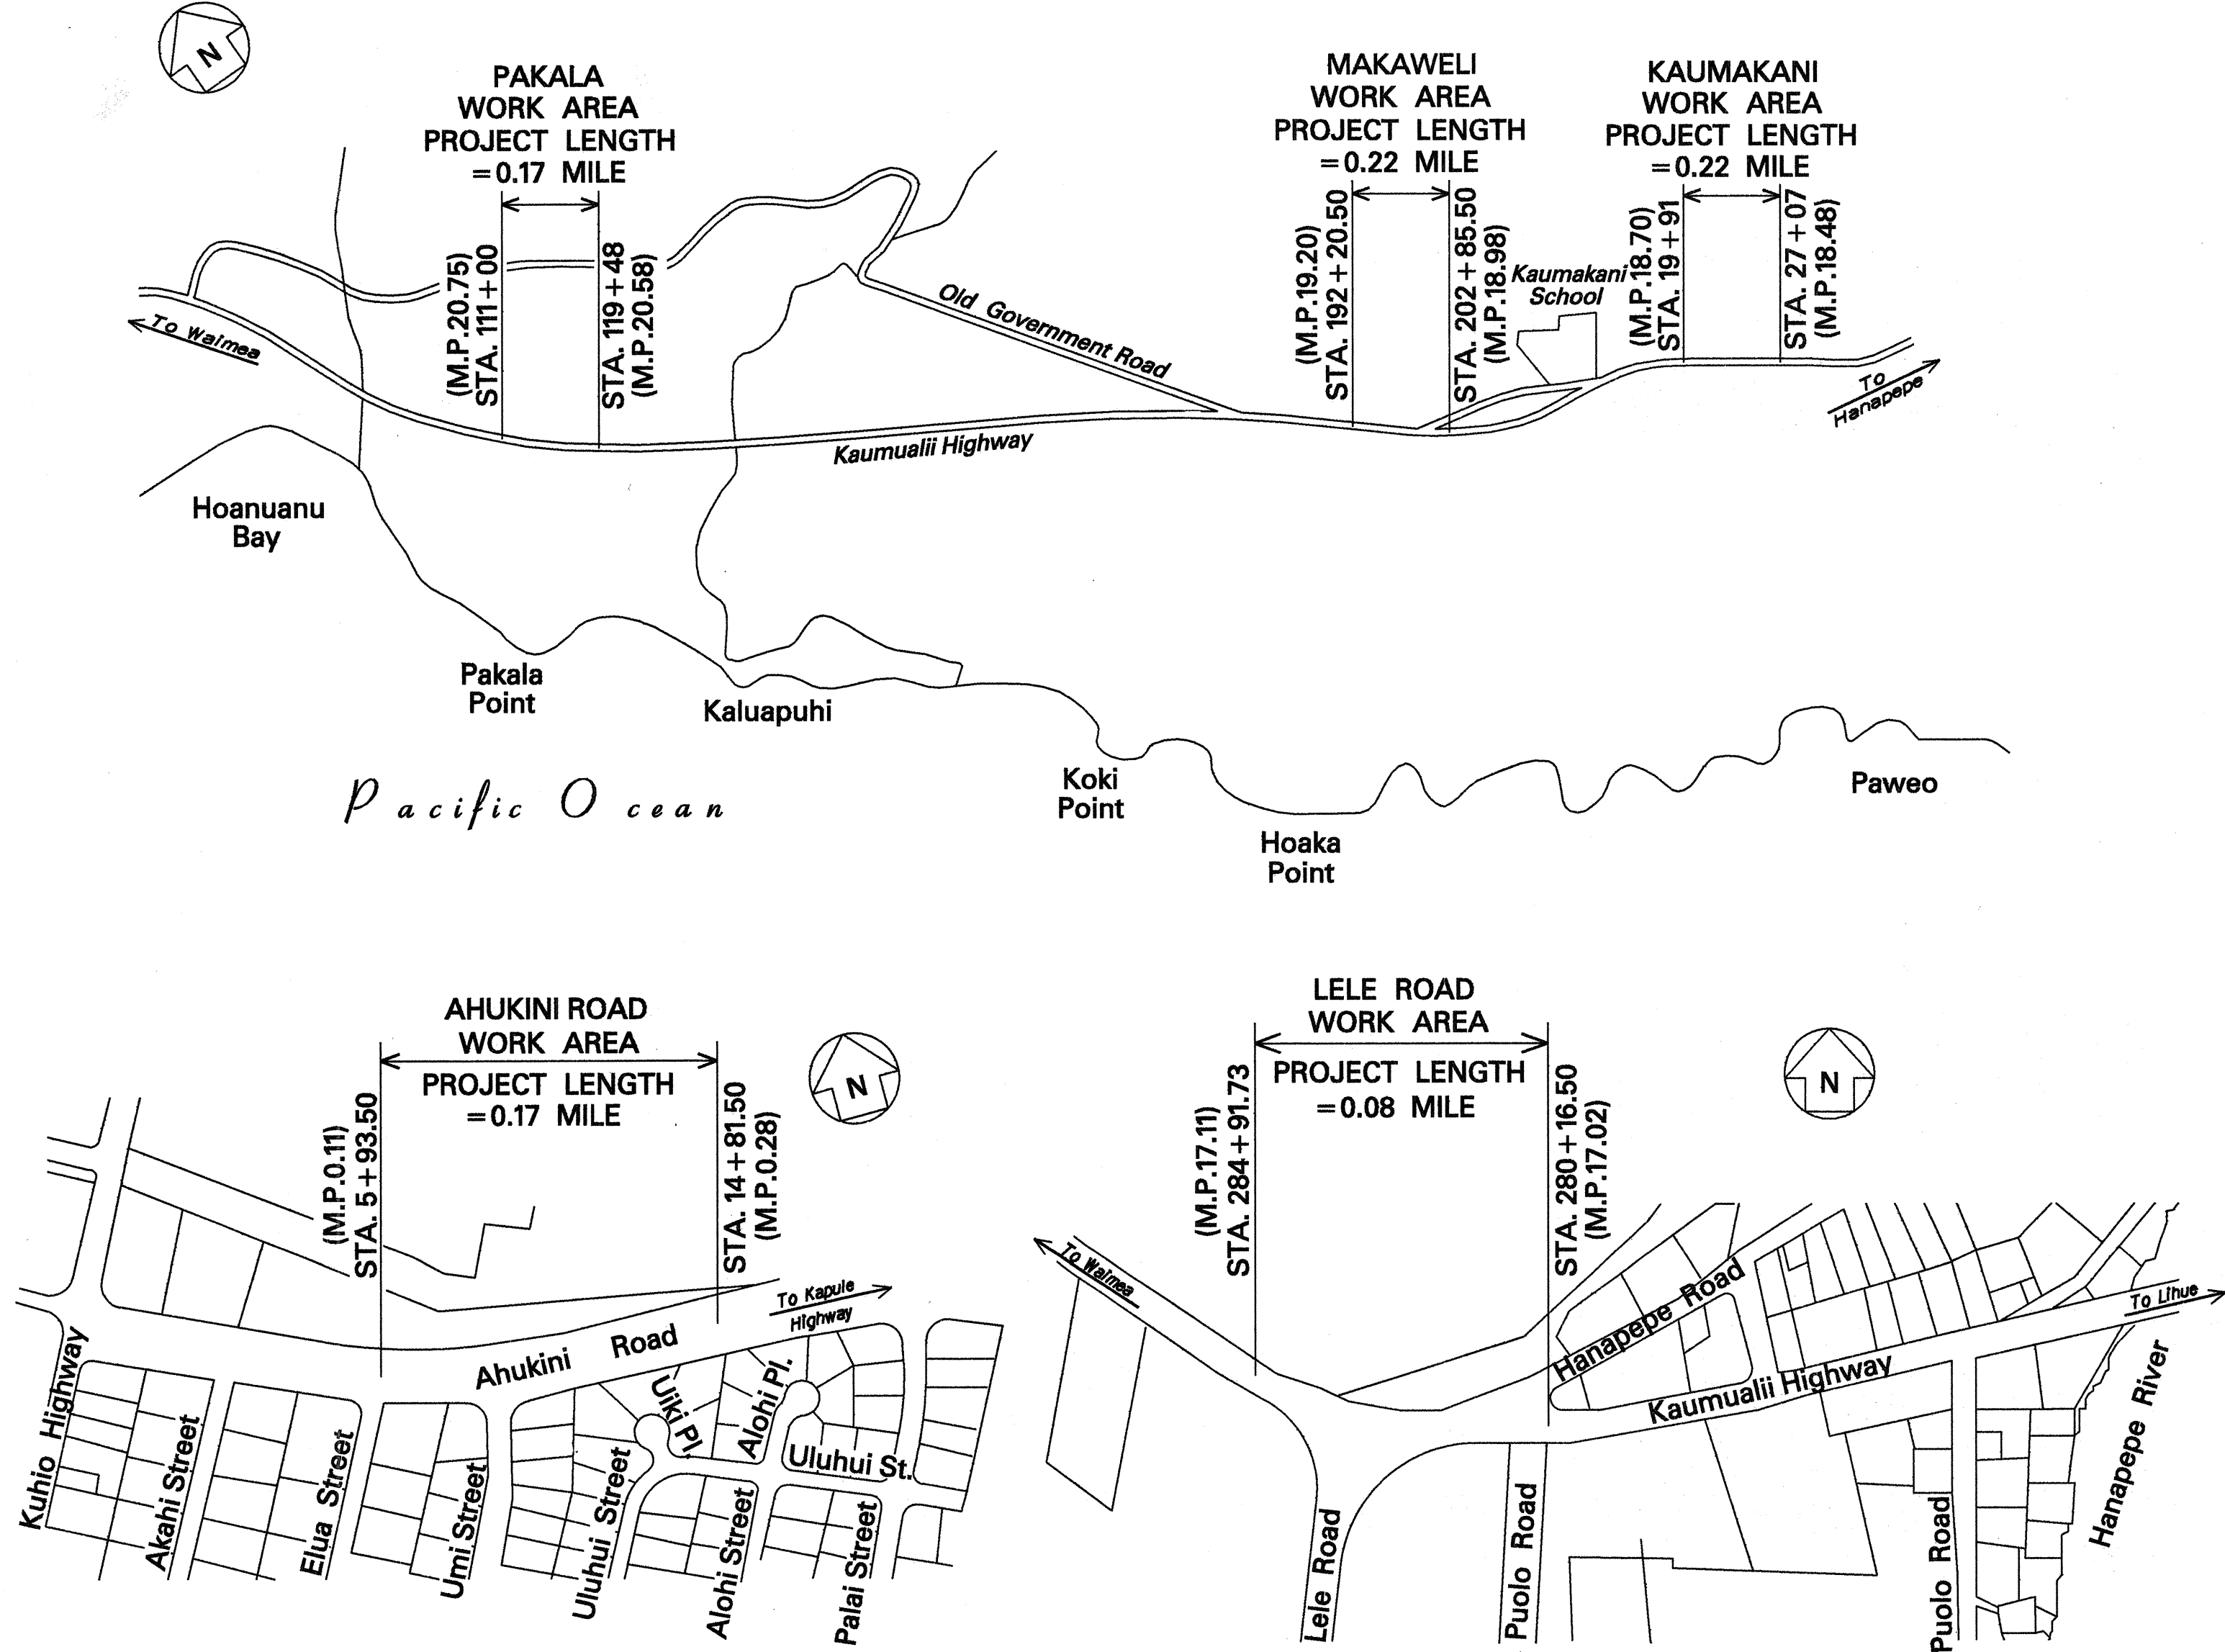 N
PAKALA
WORK AREA
PROJECT LENGTH
=0.17 MILE
(M.P.20.75)
STA. 111+00
STA. 119+48
(M.P.20.58)
MAKAWELI
WORK AREA
PROJECT LENGTH
=0.22 MILE
(M.P.19.20)
STA. 192+20.50
STA. 202+85.50
(M.P.18.98)
KAUMAKANI
WORK AREA
PROJECT LENGTH
=0.22 MILE
(M.P.18.70)
STA. 19+91
STA. 27+07
(M.P.18.48)
Kaumakani
School
To Waimea
Old Government Road
Kaumualii Highway
To
Hanapepe
Hoanuanu
Bay
Pakala
Point
Kaluapuhi
Pacific Ocean
Koki
Point
Hoaka
Point
Paweo
AHUKINI ROAD
WORK AREA
PROJECT LENGTH
=0.17 MILE
(M.P.0.11)
STA. 5+93.50
STA. 14+81.50
(M.P.0.28)
N
To Kapule
Highway
Ahukini Road
Kuhio Highway
Akahi Street
Elua Street
Umi Street
Uluhui Street
Uiki Pl.
Alohi Pl.
Uluhui St.
Alohi Street
Palai Street
LELE ROAD
WORK AREA
PROJECT LENGTH
=0.08 MILE
(M.P.17.11)
STA. 284+91.73
STA. 280+16.50
(M.P.17.02)
N
To Waimea
Hanapepe Road
Kaumualii Highway
To Lihue
Lele Road
Puolo Road
Puolo Road
Hanapepe River